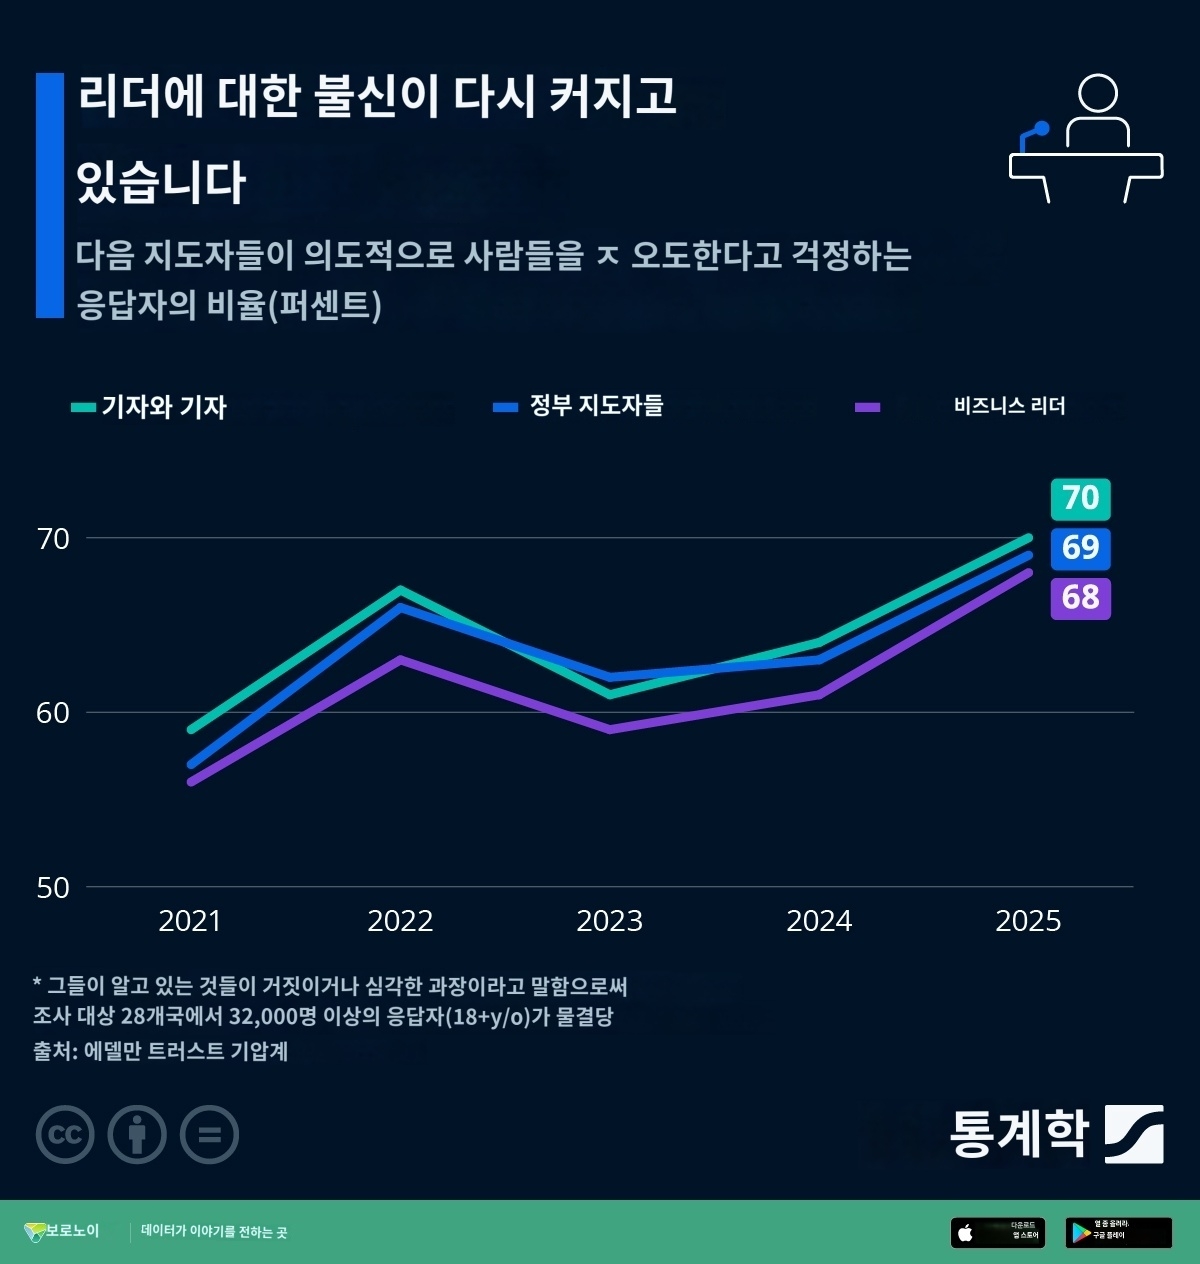 리더에 대한 불신이 다시 커지고
있습니다
다음 지도자들이 의도적으로 사람들을 ㅈ 오도한다고 걱정하는
응답자의 비율(퍼센트)
기자와 기자
정부 지도자들
비즈니스 리더
70
69
68
70
60
50
2021
2022
2023
2024
2025
* 그들이 알고 있는 것들이 거짓이거나 심각한 과장이라고 말함으로써
조사 대상 28개국에서 32,000명 이상의 응답자(18+y/o)가 물결당
출처: 에델만 트러스트 기압계
cc
통계학
보로노이
데이터가 이야기를 전하는 곳
다운로드
앱 스토어
열 좀 올려라.
구글 플레이